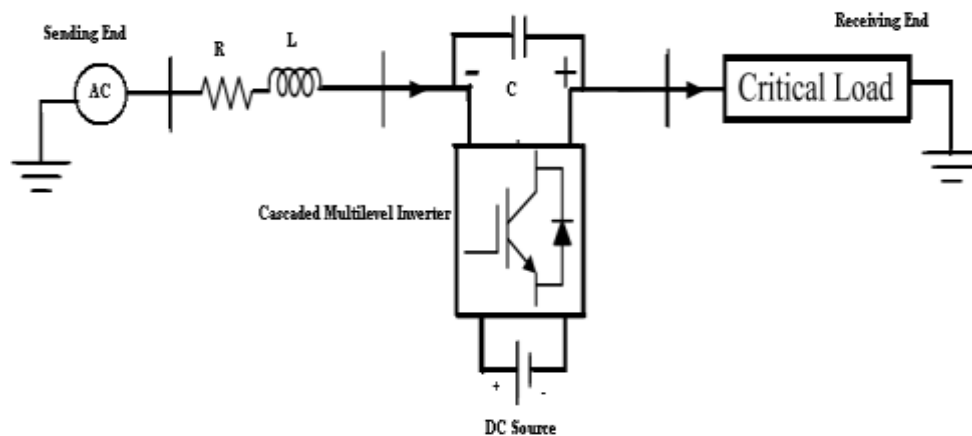 Sending End
Receiving End
R
L
AC
-
+
C
Critical Load
Cascaded Multilevel Inverter
+
-
DC Source